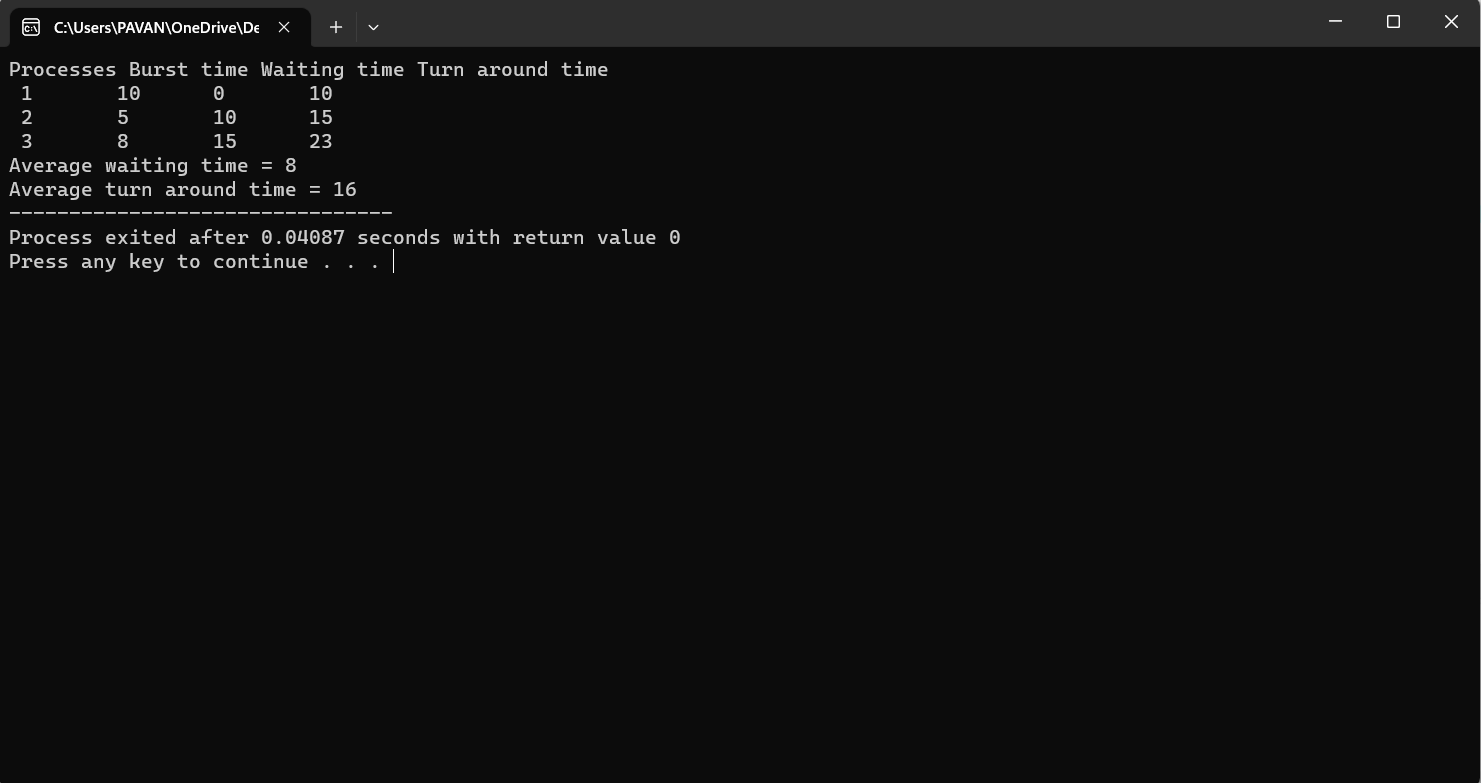 C:\Users\PAVAN\OneDrive\De
Processes Burst time Waiting time Turn around time
1 10 0 10
2 5 10 15
3 8 15 23
Average waiting time = 8
Average turn around time = 16
--------------------------------
Process exited after 0.04087 seconds with return value 0
Press any key to continue . . .